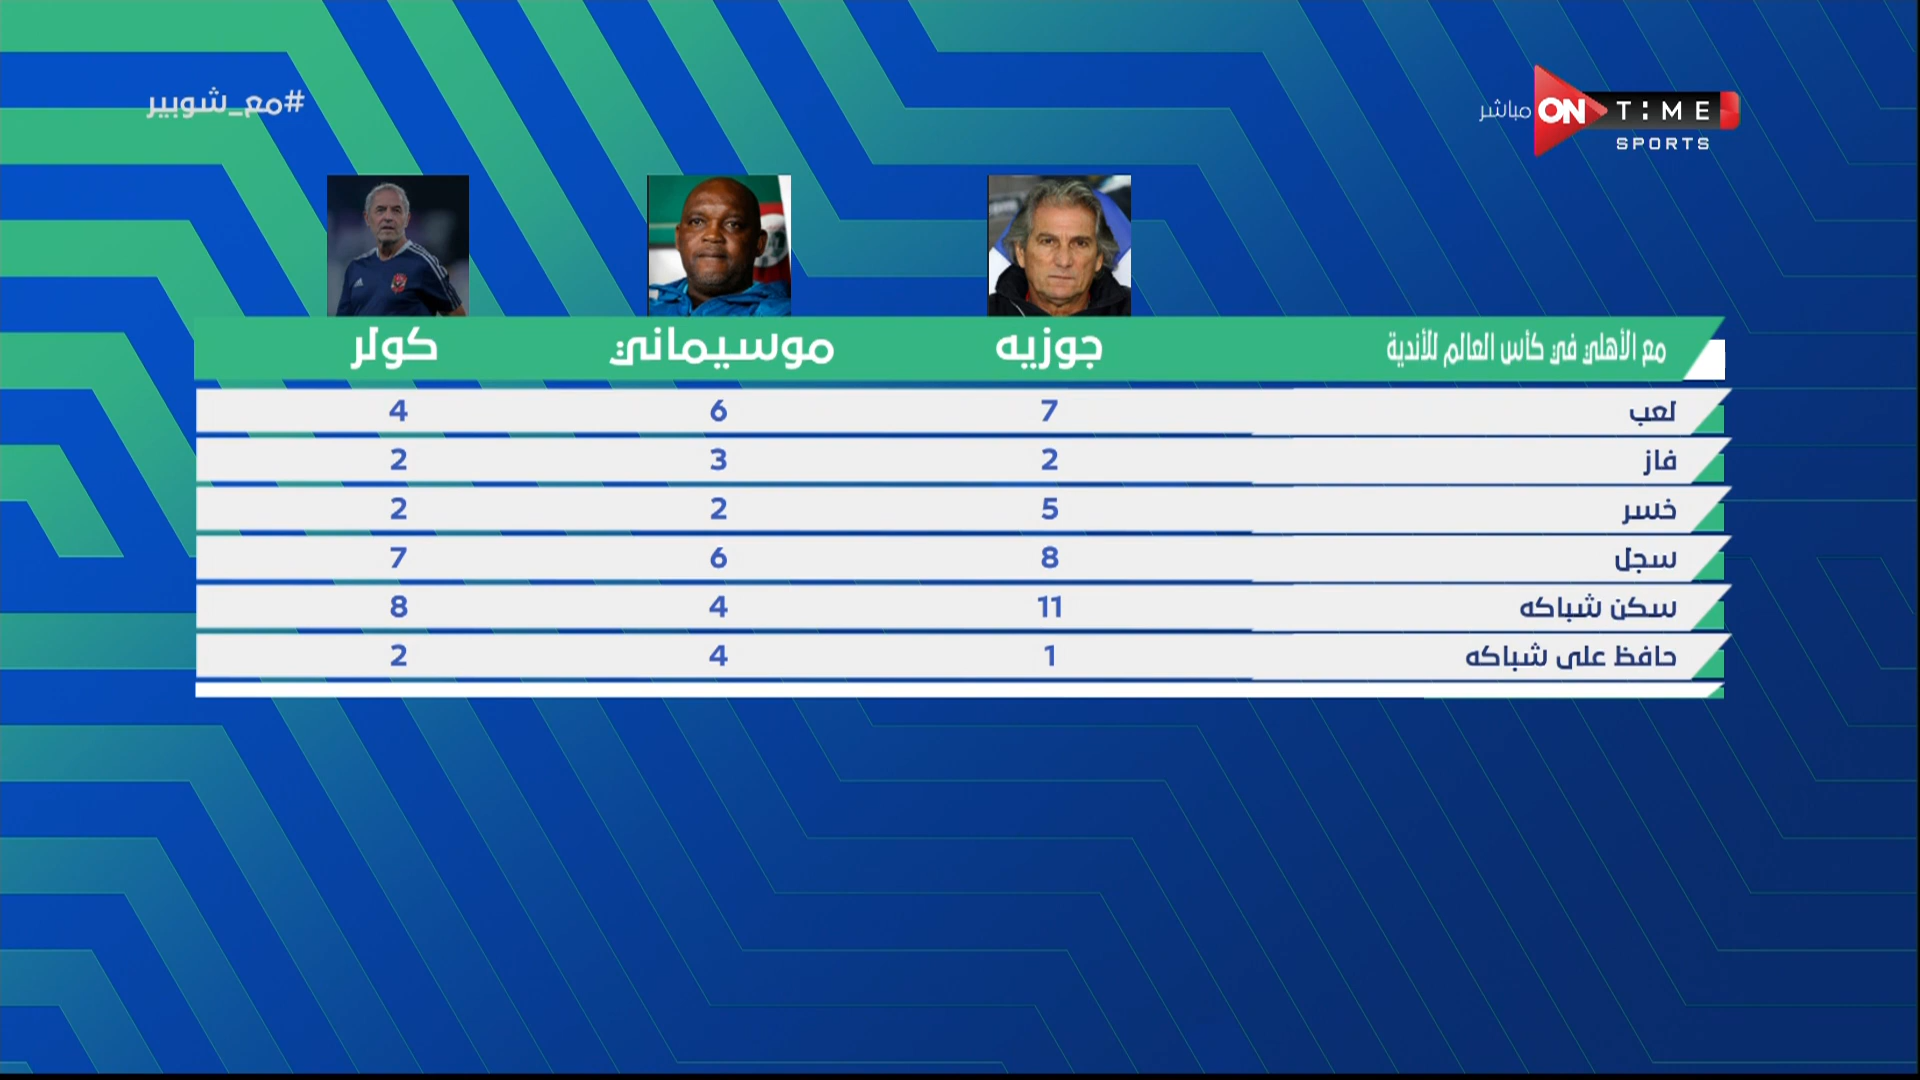 #مع_شوبير
مباشر ON TIME
SPORTS
مع الأهلي في كأس العالم للأندية جوزيه موسيماني كولر
لعب 7 6 4
فاز 2 3 2
خسر 5 2 2
سجل 8 6 7
سكن شباكه 11 4 8
حافظ على شباكه 1 4 2